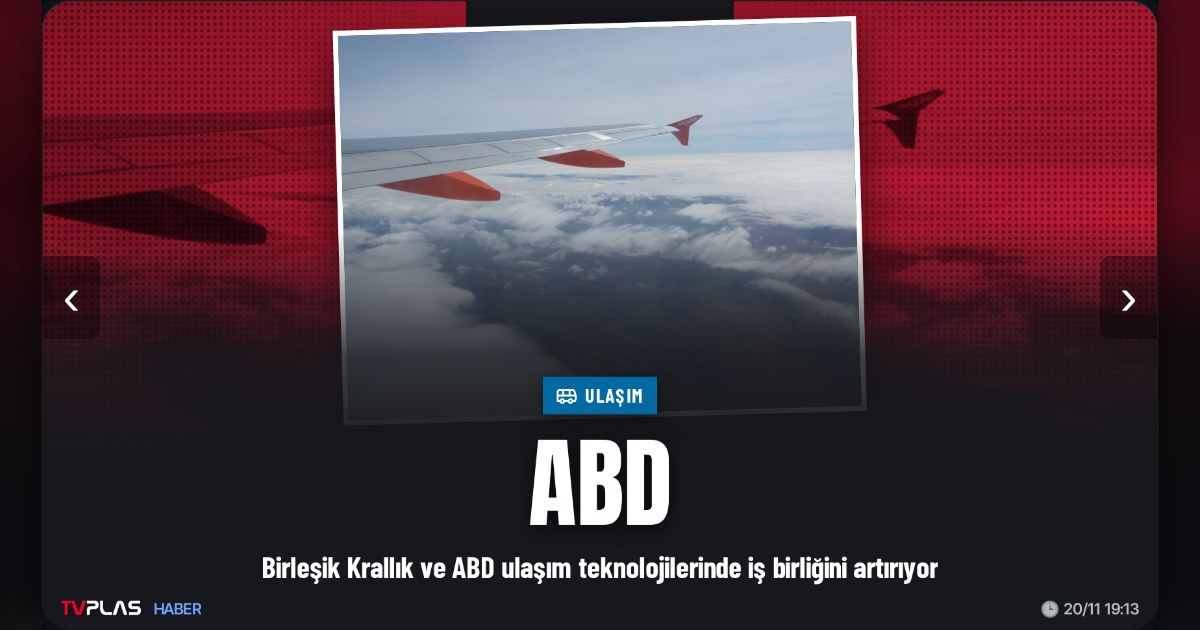 ULAŞIM
ABD
Birleşik Krallık ve ABD ulaşım teknolojilerinde iş birliğini artırıyor
TVPLAS HABER
20/11 19:13